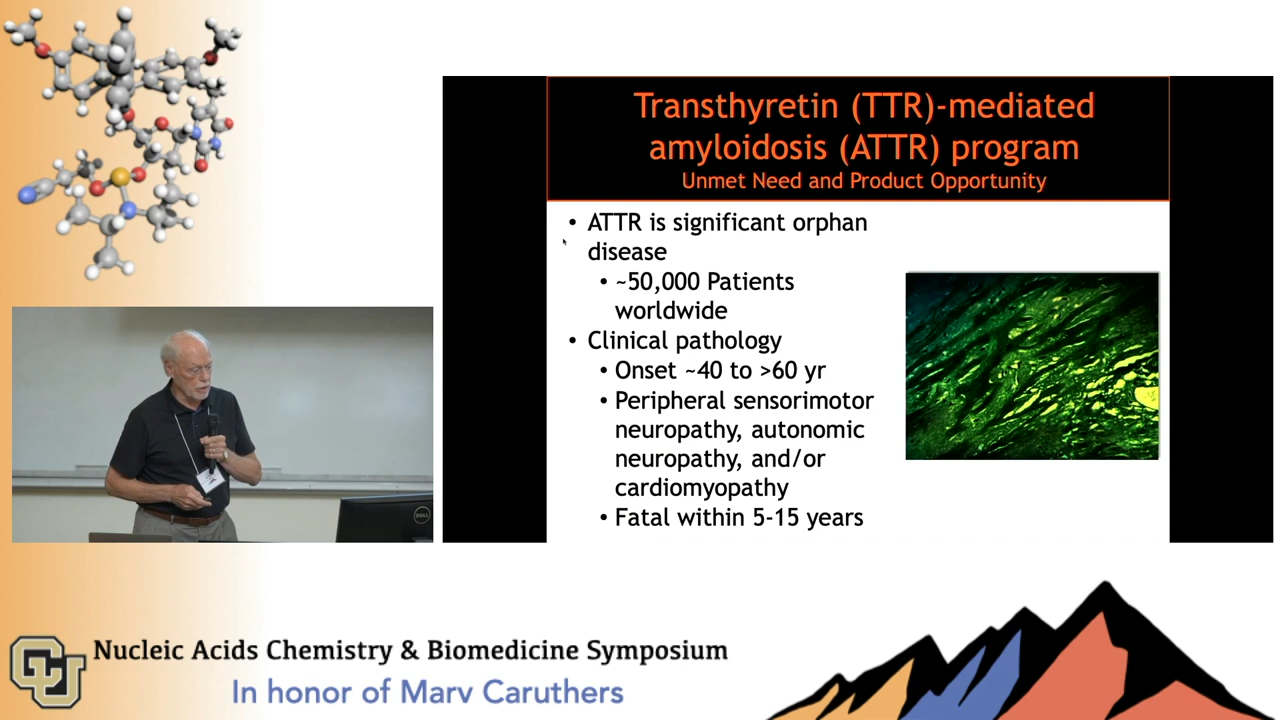 Transthyretin (TTR)-mediated
amyloidosis (ATTR) program
Unmet Need and Product Opportunity
• ATTR is significant orphan
disease
• ~50,000 Patients
worldwide
• Clinical pathology
• Onset ~40 to >60 yr
• Peripheral sensorimotor
neuropathy, autonomic
neuropathy, and/or
cardiomyopathy
• Fatal within 5-15 years
DELL
CU
Nucleic Acids Chemistry & Biomedicine Symposium
In honor of Marv Caruthers